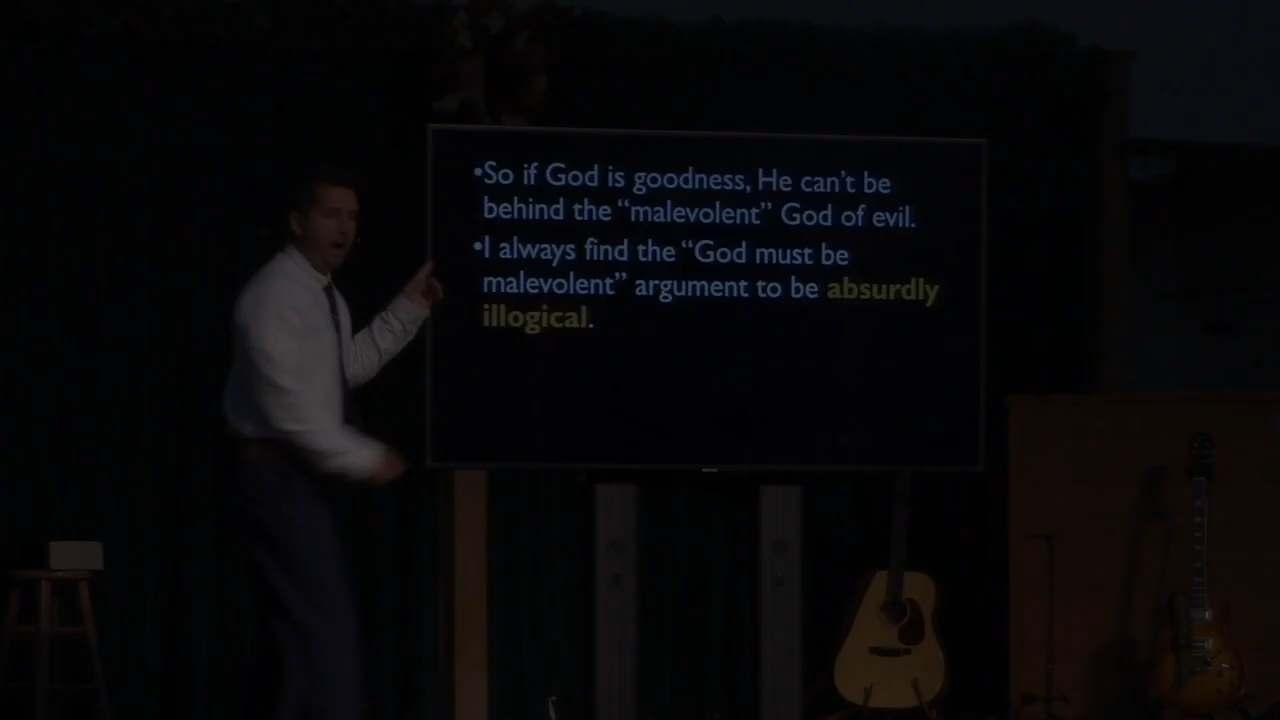 •So if God is goodness, He can't be
behind the “malevolent” God of evil.
•I always find the “God must be
malevolent” argument to be absurdly
illogical.